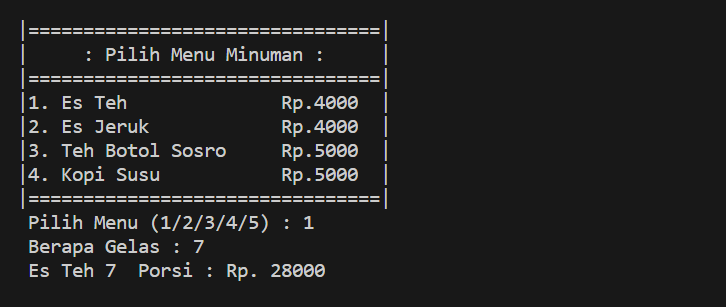 |================================|
|     : Pilih Menu Minuman :     |
|================================|
|1. Es Teh              Rp.4000  |
|2. Es Jeruk            Rp.4000  |
|3. Teh Botol Sosro     Rp.5000  |
|4. Kopi Susu           Rp.5000  |
|================================|
Pilih Menu (1/2/3/4/5) : 1
Berapa Gelas : 7
Es Teh 7  Porsi : Rp. 28000